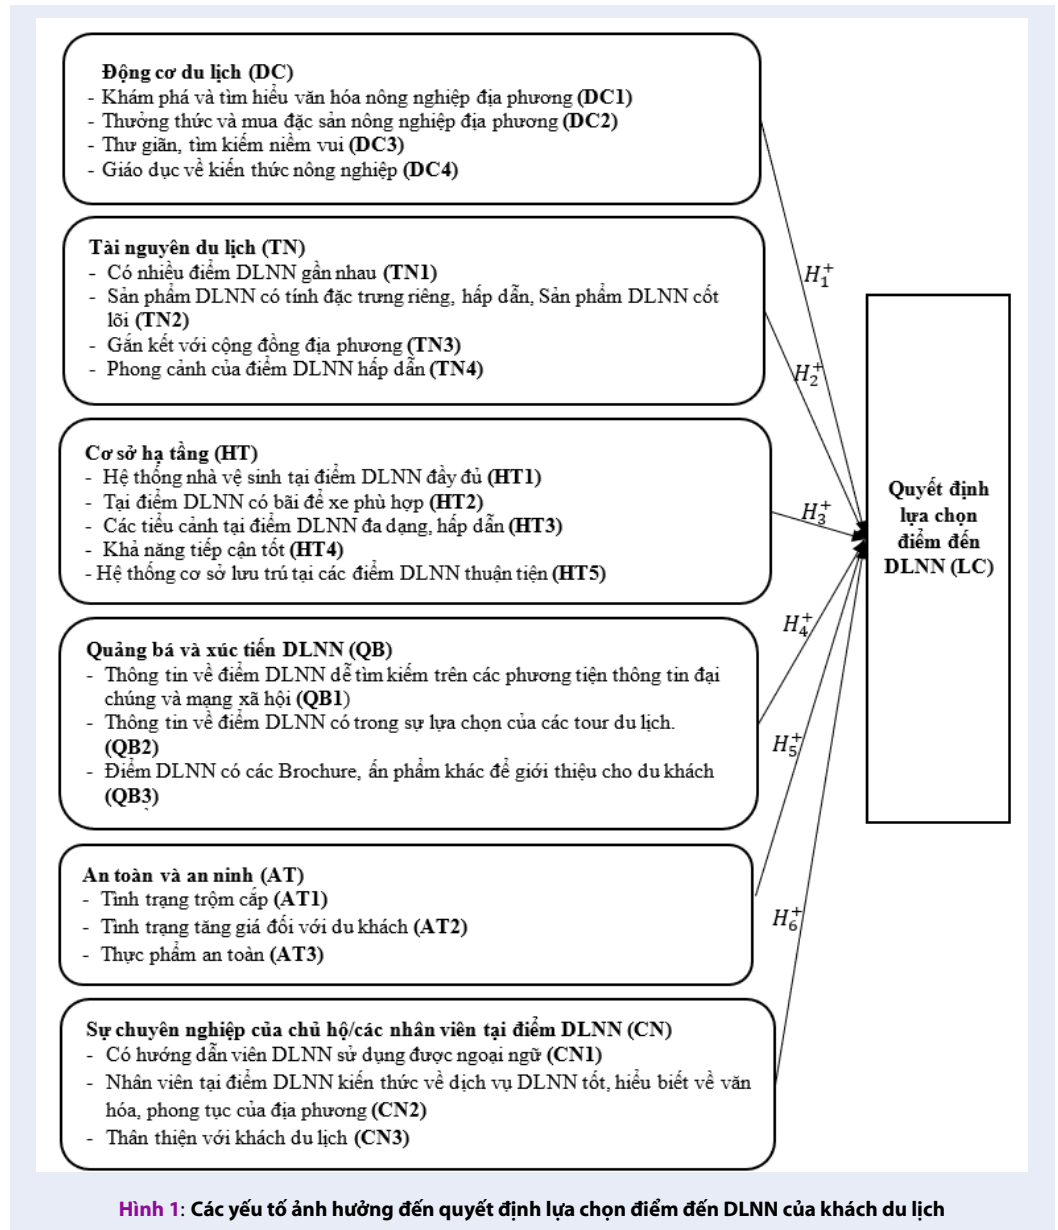 Động cơ du lịch (DC)
- Khám phá và tìm hiểu văn hóa nông nghiệp địa phương (DC1)
- Thưởng thức và mua đặc sản nông nghiệp địa phương (DC2)
- Thư giãn, tìm kiếm niềm vui (DC3)
- Giáo dục về kiến thức nông nghiệp (DC4)
Tài nguyên du lịch (TN)
- Có nhiều điểm DLNN gần nhau (TN1)
- Sản phẩm DLNN có tính đặc trưng riêng, hấp dẫn, Sản phẩm DLNN cốt
lõi (TN2)
- Gắn kết với cộng đồng địa phương (TN3)
- Phong cảnh của điểm DLNN hấp dẫn (TN4)
Cơ sở hạ tầng (HT)
- Hệ thống nhà vệ sinh tại điểm DLNN đầy đủ (HT1)
- Tại điểm DLNN có bãi để xe phù hợp (HT2)
- Các tiểu cảnh tại điểm DLNN đa dạng, hấp dẫn (HT3)
- Khả năng tiếp cận tốt (HT4)
- Hệ thống cơ sở lưu trú tại các điểm DLNN thuận tiện (HT5)
Quảng bá và xúc tiến DLNN (QB)
- Thông tin về điểm DLNN dễ tìm kiếm trên các phương tiện thông tin đại
chúng và mạng xã hội (QB1)
- Thông tin về điểm DLNN có trong sự lựa chọn của các tour du lịch.
(QB2)
- Điểm DLNN có các Brochure, ấn phẩm khác để giới thiệu cho du khách
(QB3)
An toàn và an ninh (AT)
- Tình trạng trộm cắp (AT1)
- Tình trạng tăng giá đối với du khách (AT2)
- Thực phẩm an toàn (AT3)
Sự chuyên nghiệp của chủ hộ/các nhân viên tại điểm DLNN (CN)
- Có hướng dẫn viên DLNN sử dụng được ngoại ngữ (CN1)
- Nhân viên tại điểm DLNN kiến thức về dịch vụ DLNN tốt, hiểu biết về văn
hóa, phong tục của địa phương (CN2)
- Thân thiện với khách du lịch (CN3)
H₁⁺
H₂⁺
H₃⁺
H₄⁺
H₅⁺
H₆⁺
Quyết định
lựa chọn
điểm đến
DLNN (LC)
Hình 1: Các yếu tố ảnh hưởng đến quyết định lựa chọn điểm đến DLNN của khách du lịch